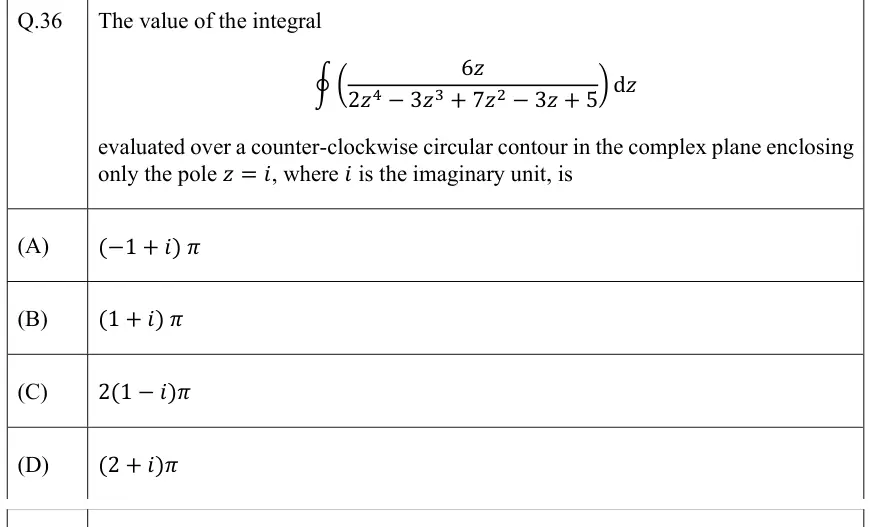 Q.36 The value of the integral
∮ (6z / (2z⁴ − 3z³ + 7z² − 3z + 5)) dz
evaluated over a counter-clockwise circular contour in the complex plane enclosing
only the pole z = i, where i is the imaginary unit, is
(A) (−1 + i) π
(B) (1 + i) π
(C) 2(1 − i)π
(D) (2 + i)π